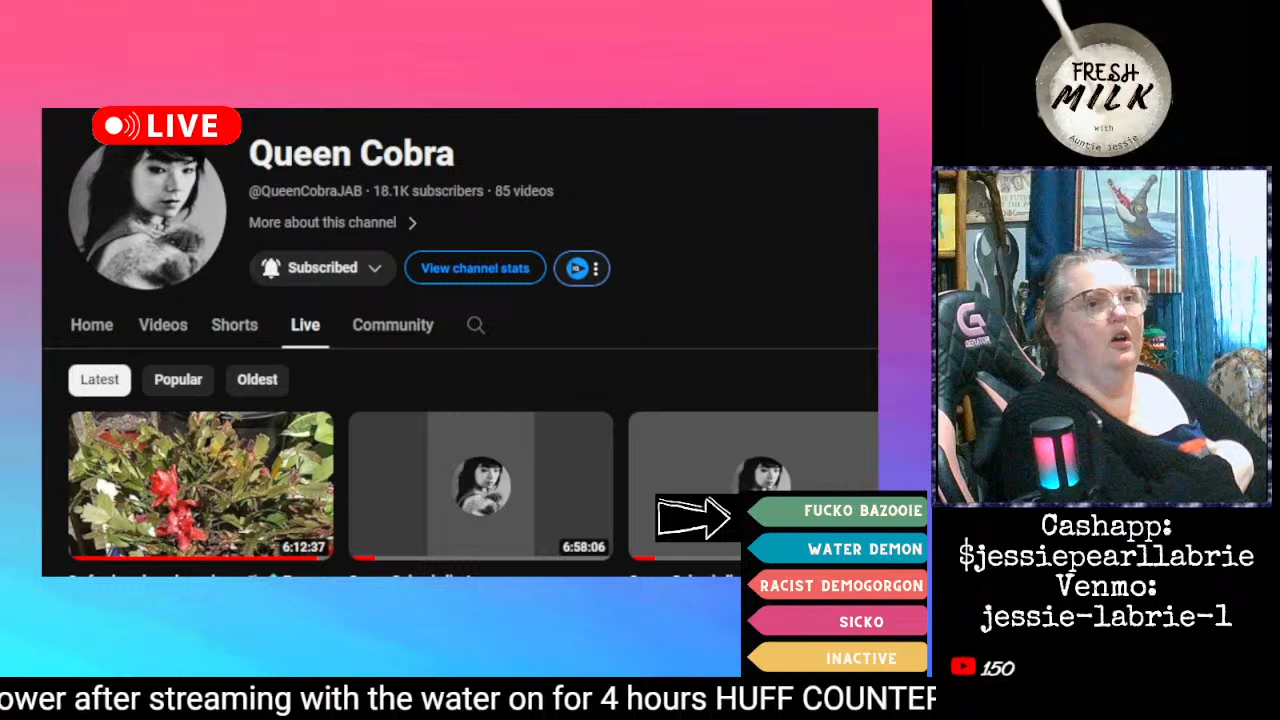 LIVE
Queen Cobra
@QueenCobraJAB · 18.1K subscribers · 85 videos
More about this channel
Subscribed
View channel stats
Home
Videos
Shorts
Live
Community
Latest
Popular
Oldest
6:12:37
6:58:06
FUCKO BAZOOIE
WATER DEMON
RACIST DEMOGORGON
SICKO
INACTIVE
ower after streaming with the water on for 4 hours HUFF COUNTER
FRESH
MILK
with
Auntie Jessie
Cashapp:
$jessiepearllabrie
Venmo:
jessie-labrie-1
150